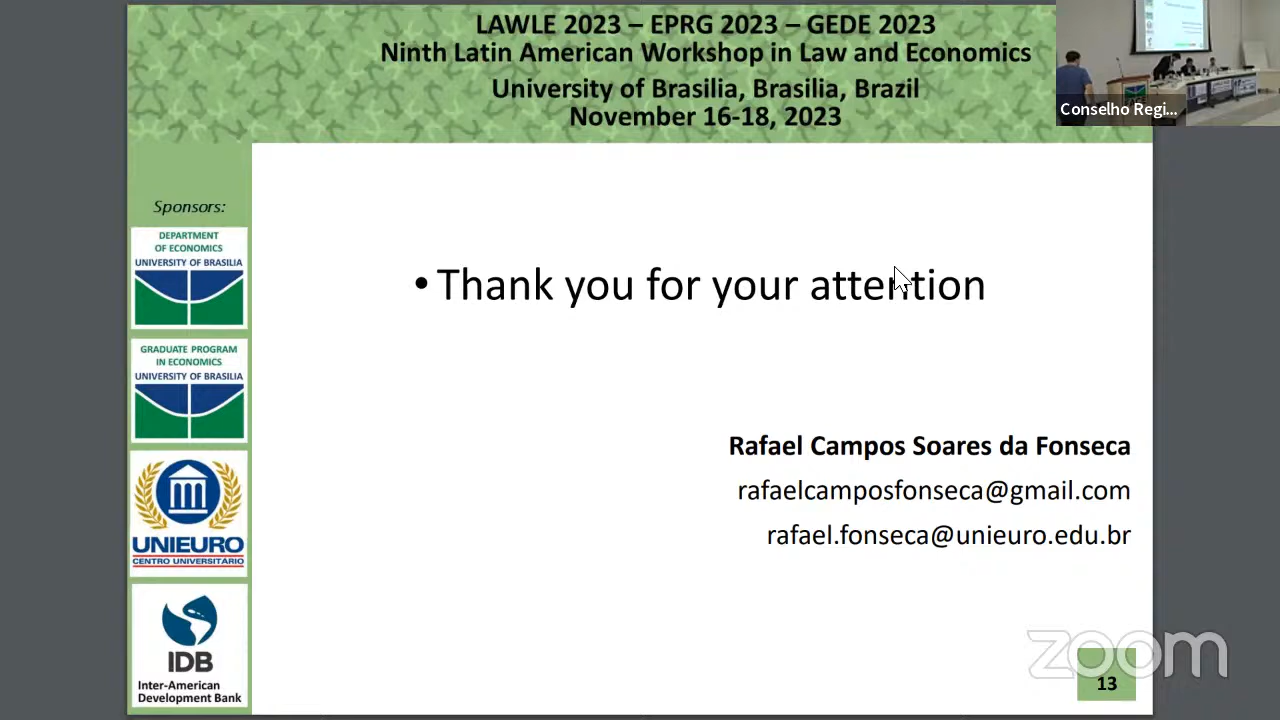 LAWLE 2023 – EPRG 2023 – GEDE 2023
Ninth Latin American Workshop in Law and Economics
University of Brasilia, Brasilia, Brazil
November 16-18, 2023
Conselho Regi...
Sponsors:
DEPARTMENT
OF ECONOMICS
UNIVERSITY OF BRASILIA
GRADUATE PROGRAM
IN ECONOMICS
UNIVERSITY OF BRASILIA
UNIEURO
CENTRO UNIVERSITÁRIO
IDB
Inter-American
Development Bank
• Thank you for your attention
Rafael Campos Soares da Fonseca
rafaelcamposfonseca@gmail.com
rafael.fonseca@unieuro.edu.br
zoom
13